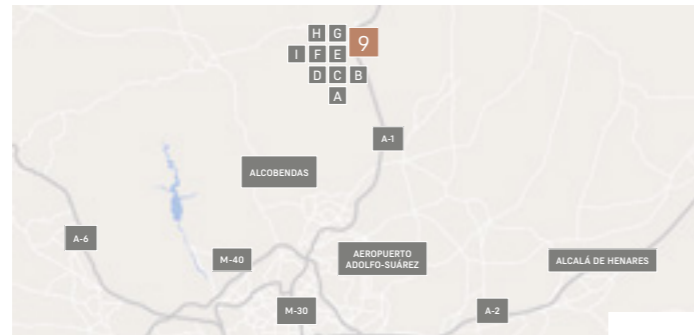 H G
9
I F E
D C B
A
A-1
ALCOBENDAS
A-6
M-40
AEROPUERTO
ADOLFO-SUÁREZ
ALCALÁ DE HENARES
M-30
A-2